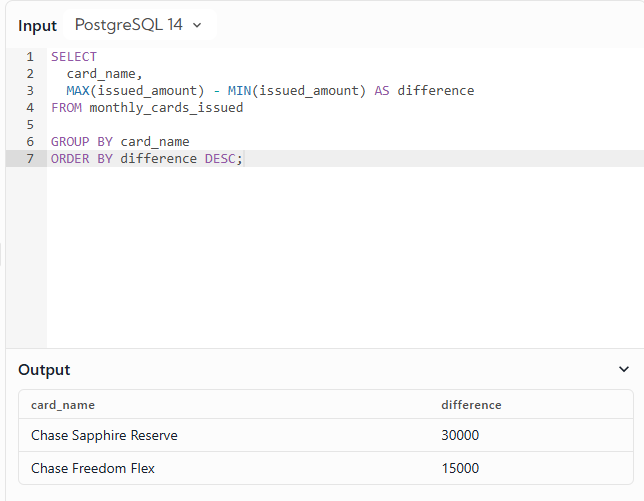 Input PostgreSQL 14
1 SELECT
2   card_name,
3   MAX(issued_amount) - MIN(issued_amount) AS difference
4 FROM monthly_cards_issued
5
6 GROUP BY card_name
7 ORDER BY difference DESC;
Output
card_name difference
Chase Sapphire Reserve 30000
Chase Freedom Flex 15000